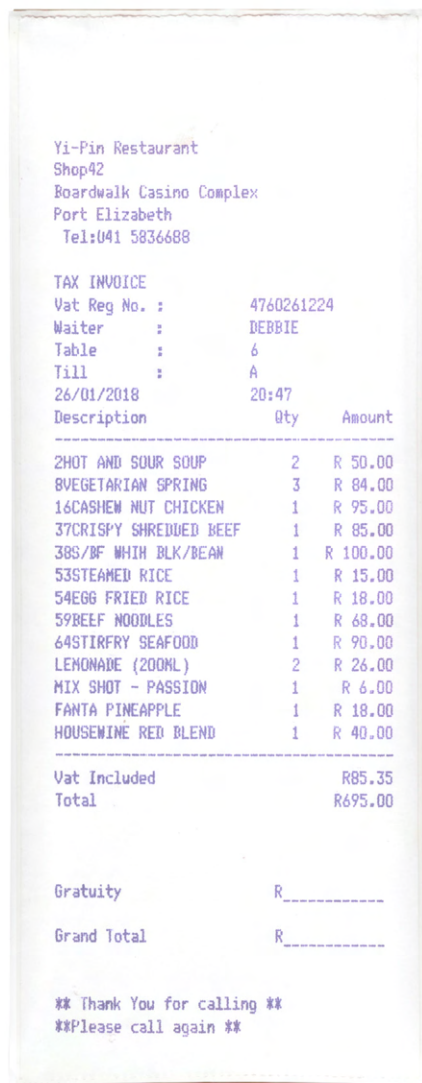 Yi-Pin Restaurant
Shop42
Boardwalk Casino Complex
Port Elizabeth
Tel:041 5836688
TAX INVOICE
Vat Reg No. : 4760261224
Waiter : DEBBIE
Table : 6
Till : A
26/01/2018 20:47
Description Qty Amount
2HOT AND SOUR SOUP 2 R 50.00
8VEGETARIAN SPRING 3 R 84.00
16CASHEW NUT CHICKEN 1 R 95.00
37CRISPY SHREDDED BEEF 1 R 85.00
38S/BF WHIH BLK/BEAN 1 R 100.00
53STEAMED RICE 1 R 15.00
54EGG FRIED RICE 1 R 18.00
59BEEF NOODLES 1 R 68.00
64STIRFRY SEAFOOD 1 R 90.00
LEMONADE (200ML) 2 R 26.00
MIX SHOT - PASSION 1 R 6.00
FANTA PINEAPPLE 1 R 18.00
HOUSEWINE RED BLEND 1 R 40.00
Vat Included R85.35
Total R695.00
Gratuity R____________
Grand Total R____________
** Thank You for calling **
**Please call again **